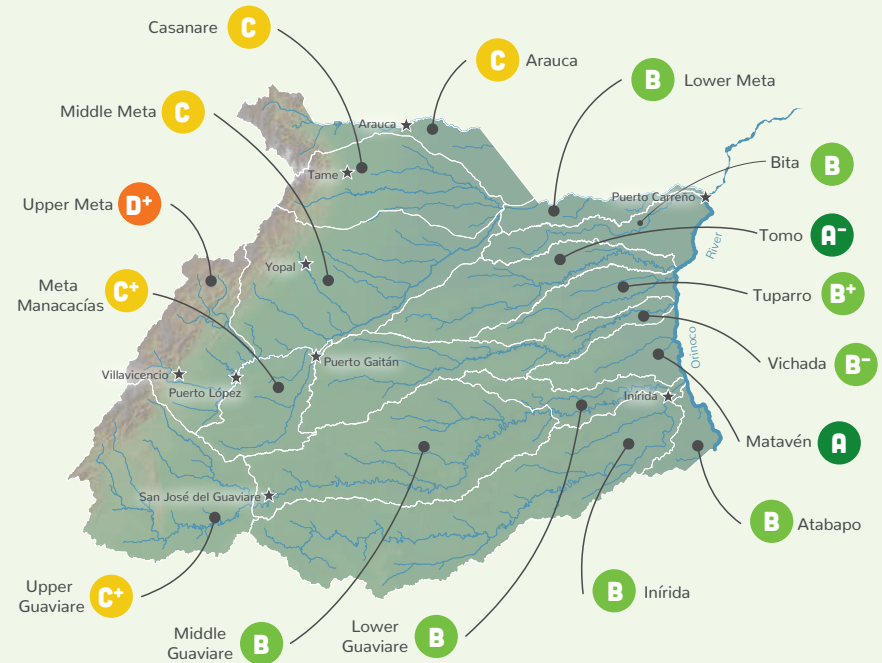 Casanare C
C Arauca
B Lower Meta
Middle Meta C
Arauca
Bita B
Tame
Puerto Carreño
Upper Meta D+
Tomo A-
River
Yopal
Meta
Manacacías C+
Tuparro B+
Orinoco
Puerto Gaitán
Vichada B-
Villavicencio
Puerto López
Inírida
Matavén A
San José del Guaviare
B Atabapo
Upper
Guaviare C+
B Inírida
Middle
Guaviare B
Lower
Guaviare B